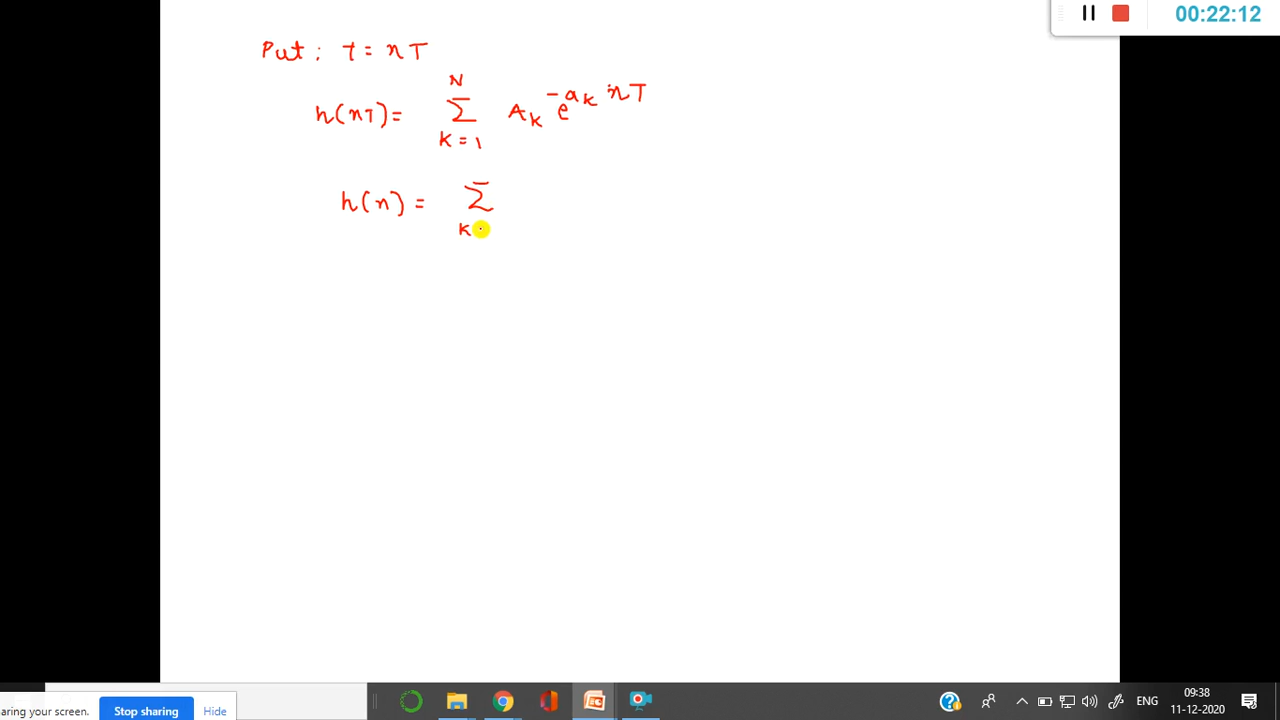 00:22:12
Put : t = nT
N
h(nT) = Σ A_k e^{-a_k nT}
K = 1
h(n) = Σ
K
aring your screen. Stop sharing Hide
ENG 09:38
11-12-2020